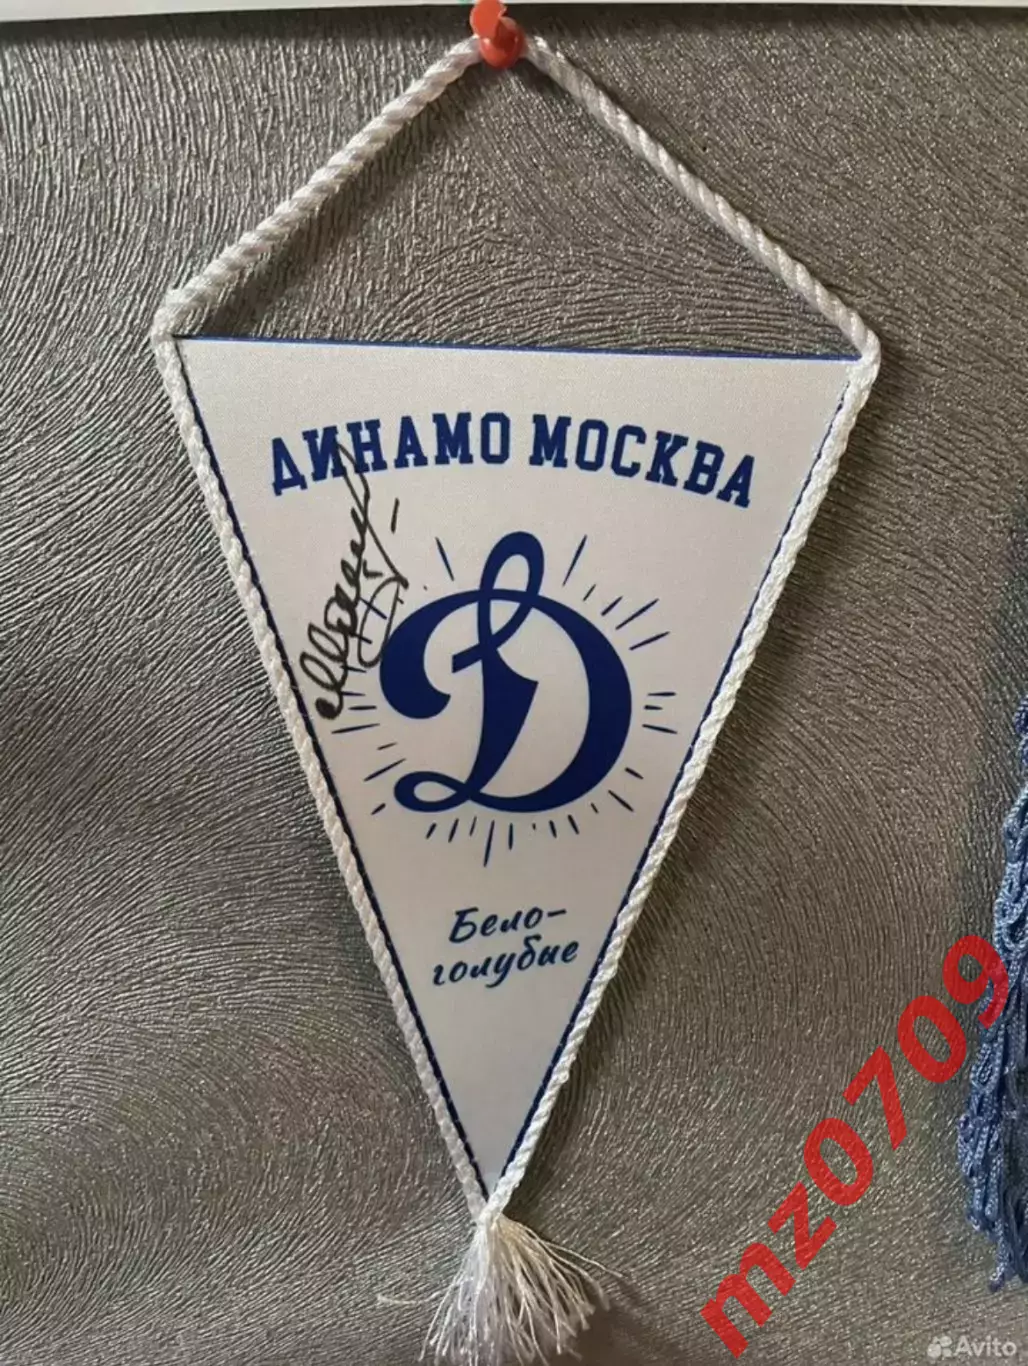 ДИНАМО МОСКВА
Бело-
голубые
mz0709
Avito